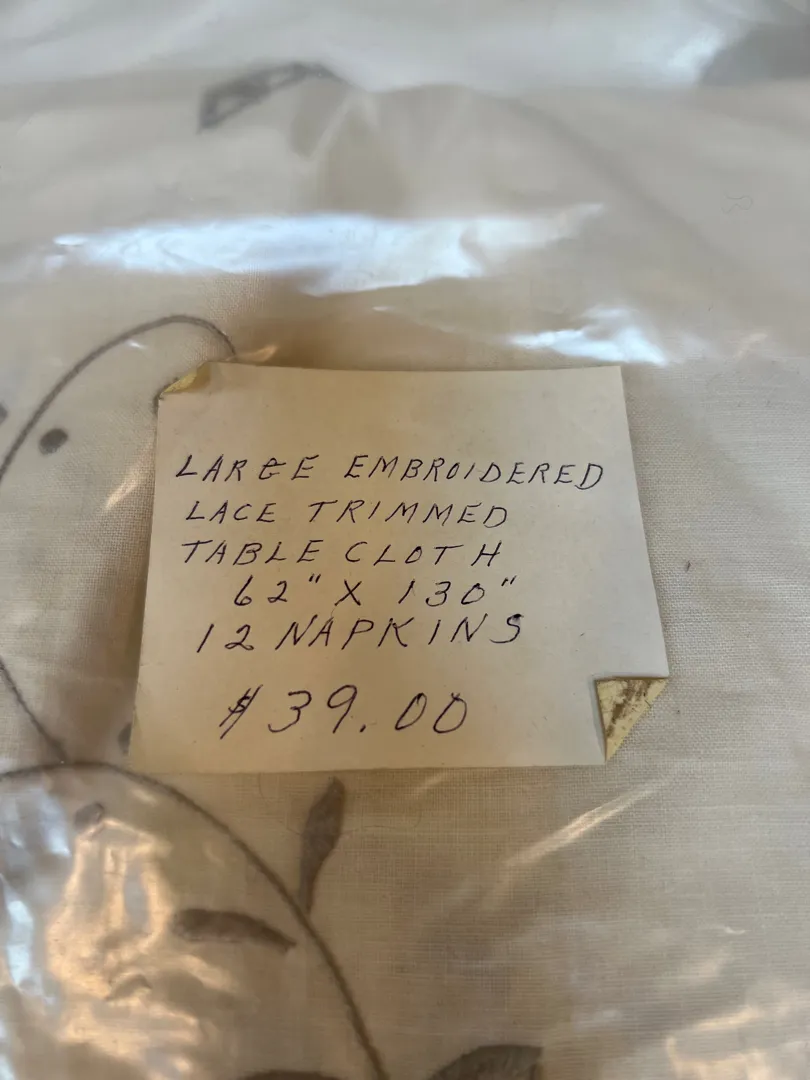 LARGE EMBROIDERED
LACE TRIMMED
TABLE CLOTH
62" X 130"
12 NAPKINS
$39.00